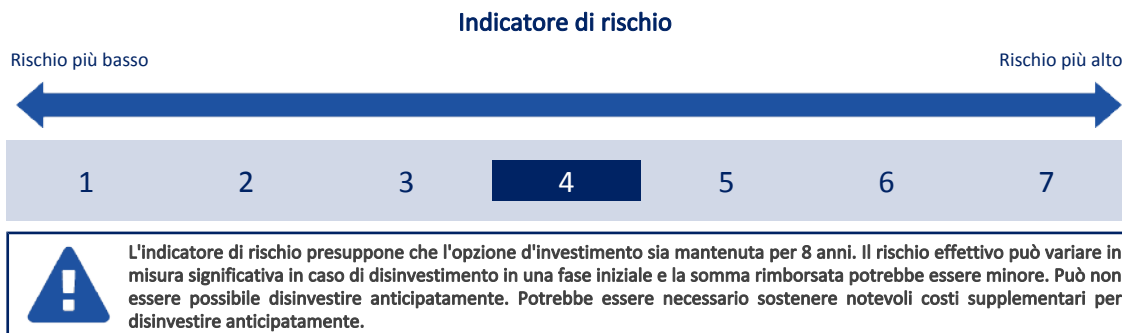 Indicatore di rischio
Rischio più basso
Rischio più alto
1 2 3 4 5 6 7
L'indicatore di rischio presuppone che l'opzione d'investimento sia mantenuta per 8 anni. Il rischio effettivo può variare in
misura significativa in caso di disinvestimento in una fase iniziale e la somma rimborsata potrebbe essere minore. Può non
essere possibile disinvestire anticipatamente. Potrebbe essere necessario sostenere notevoli costi supplementari per
disinvestire anticipatamente.